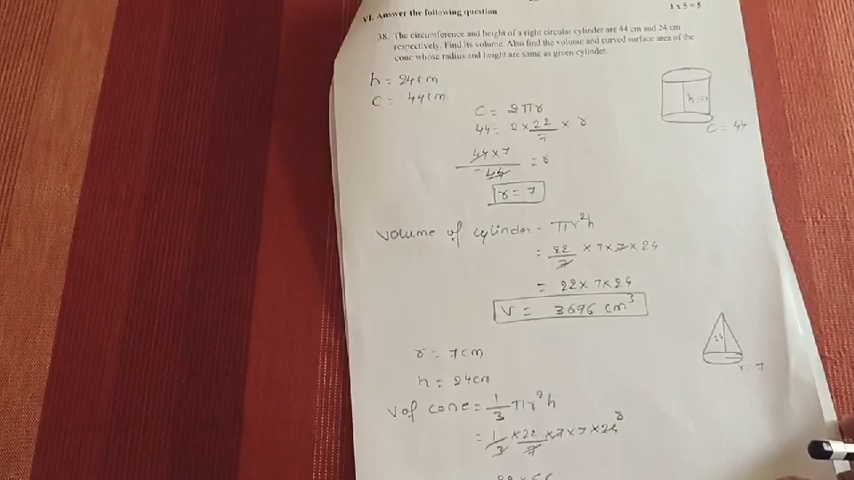 VI. Answer the following question
1 x 5 = 5
38. The circumference and height of a right circular cylinder are 44 cm and 24 cm
respectively. Find its volume. Also find the volume and curved surface area of the
cone whose radius and height are same as given cylinder.
h = 24cm
C = 44cm
C = 2πr
44 = 2 × 22/7 × r
44 × 7 / 44 = r
r = 7
h
C = 44
Volume of cylinder = πr²h
= 22/7 × 7 × 7 × 24
= 22 × 7 × 24
V = 3696 cm³
r = 7cm
h = 24cm
24
r = 7
V of cone = 1/3 πr²h
= 1/3 × 22/7 × 7 × 7 × 24 8